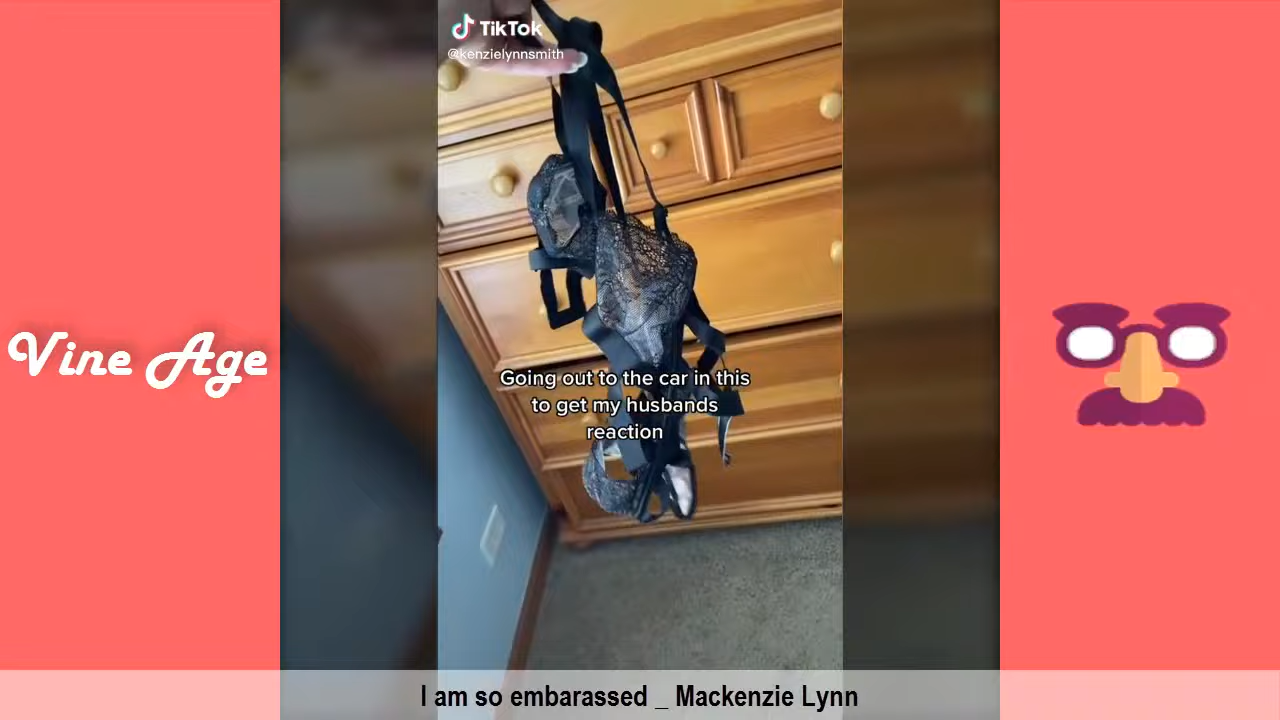 TikTok
@kenzielynnsmith
Vine Age
Going out to the car in this
to get my husbands
reaction
I am so embarassed _ Mackenzie Lynn